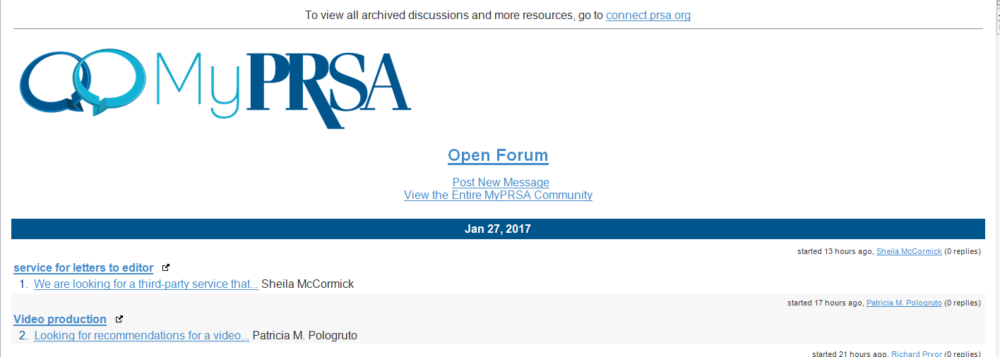 To view all archived discussions and more resources, go to connect.prsa.org
MyPRSA
Open Forum
Post New Message
View the Entire MyPRSA Community
Jan 27, 2017
started 13 hours ago, Sheila McCormick (0 replies)
service for letters to editor
1. We are looking for a third-party service that... Sheila McCormick
started 17 hours ago, Patricia M. Pologruto (0 replies)
Video production
2. Looking for recommendations for a video... Patricia M. Pologruto
started 21 hours ago, Richard Pryor (0 replies)